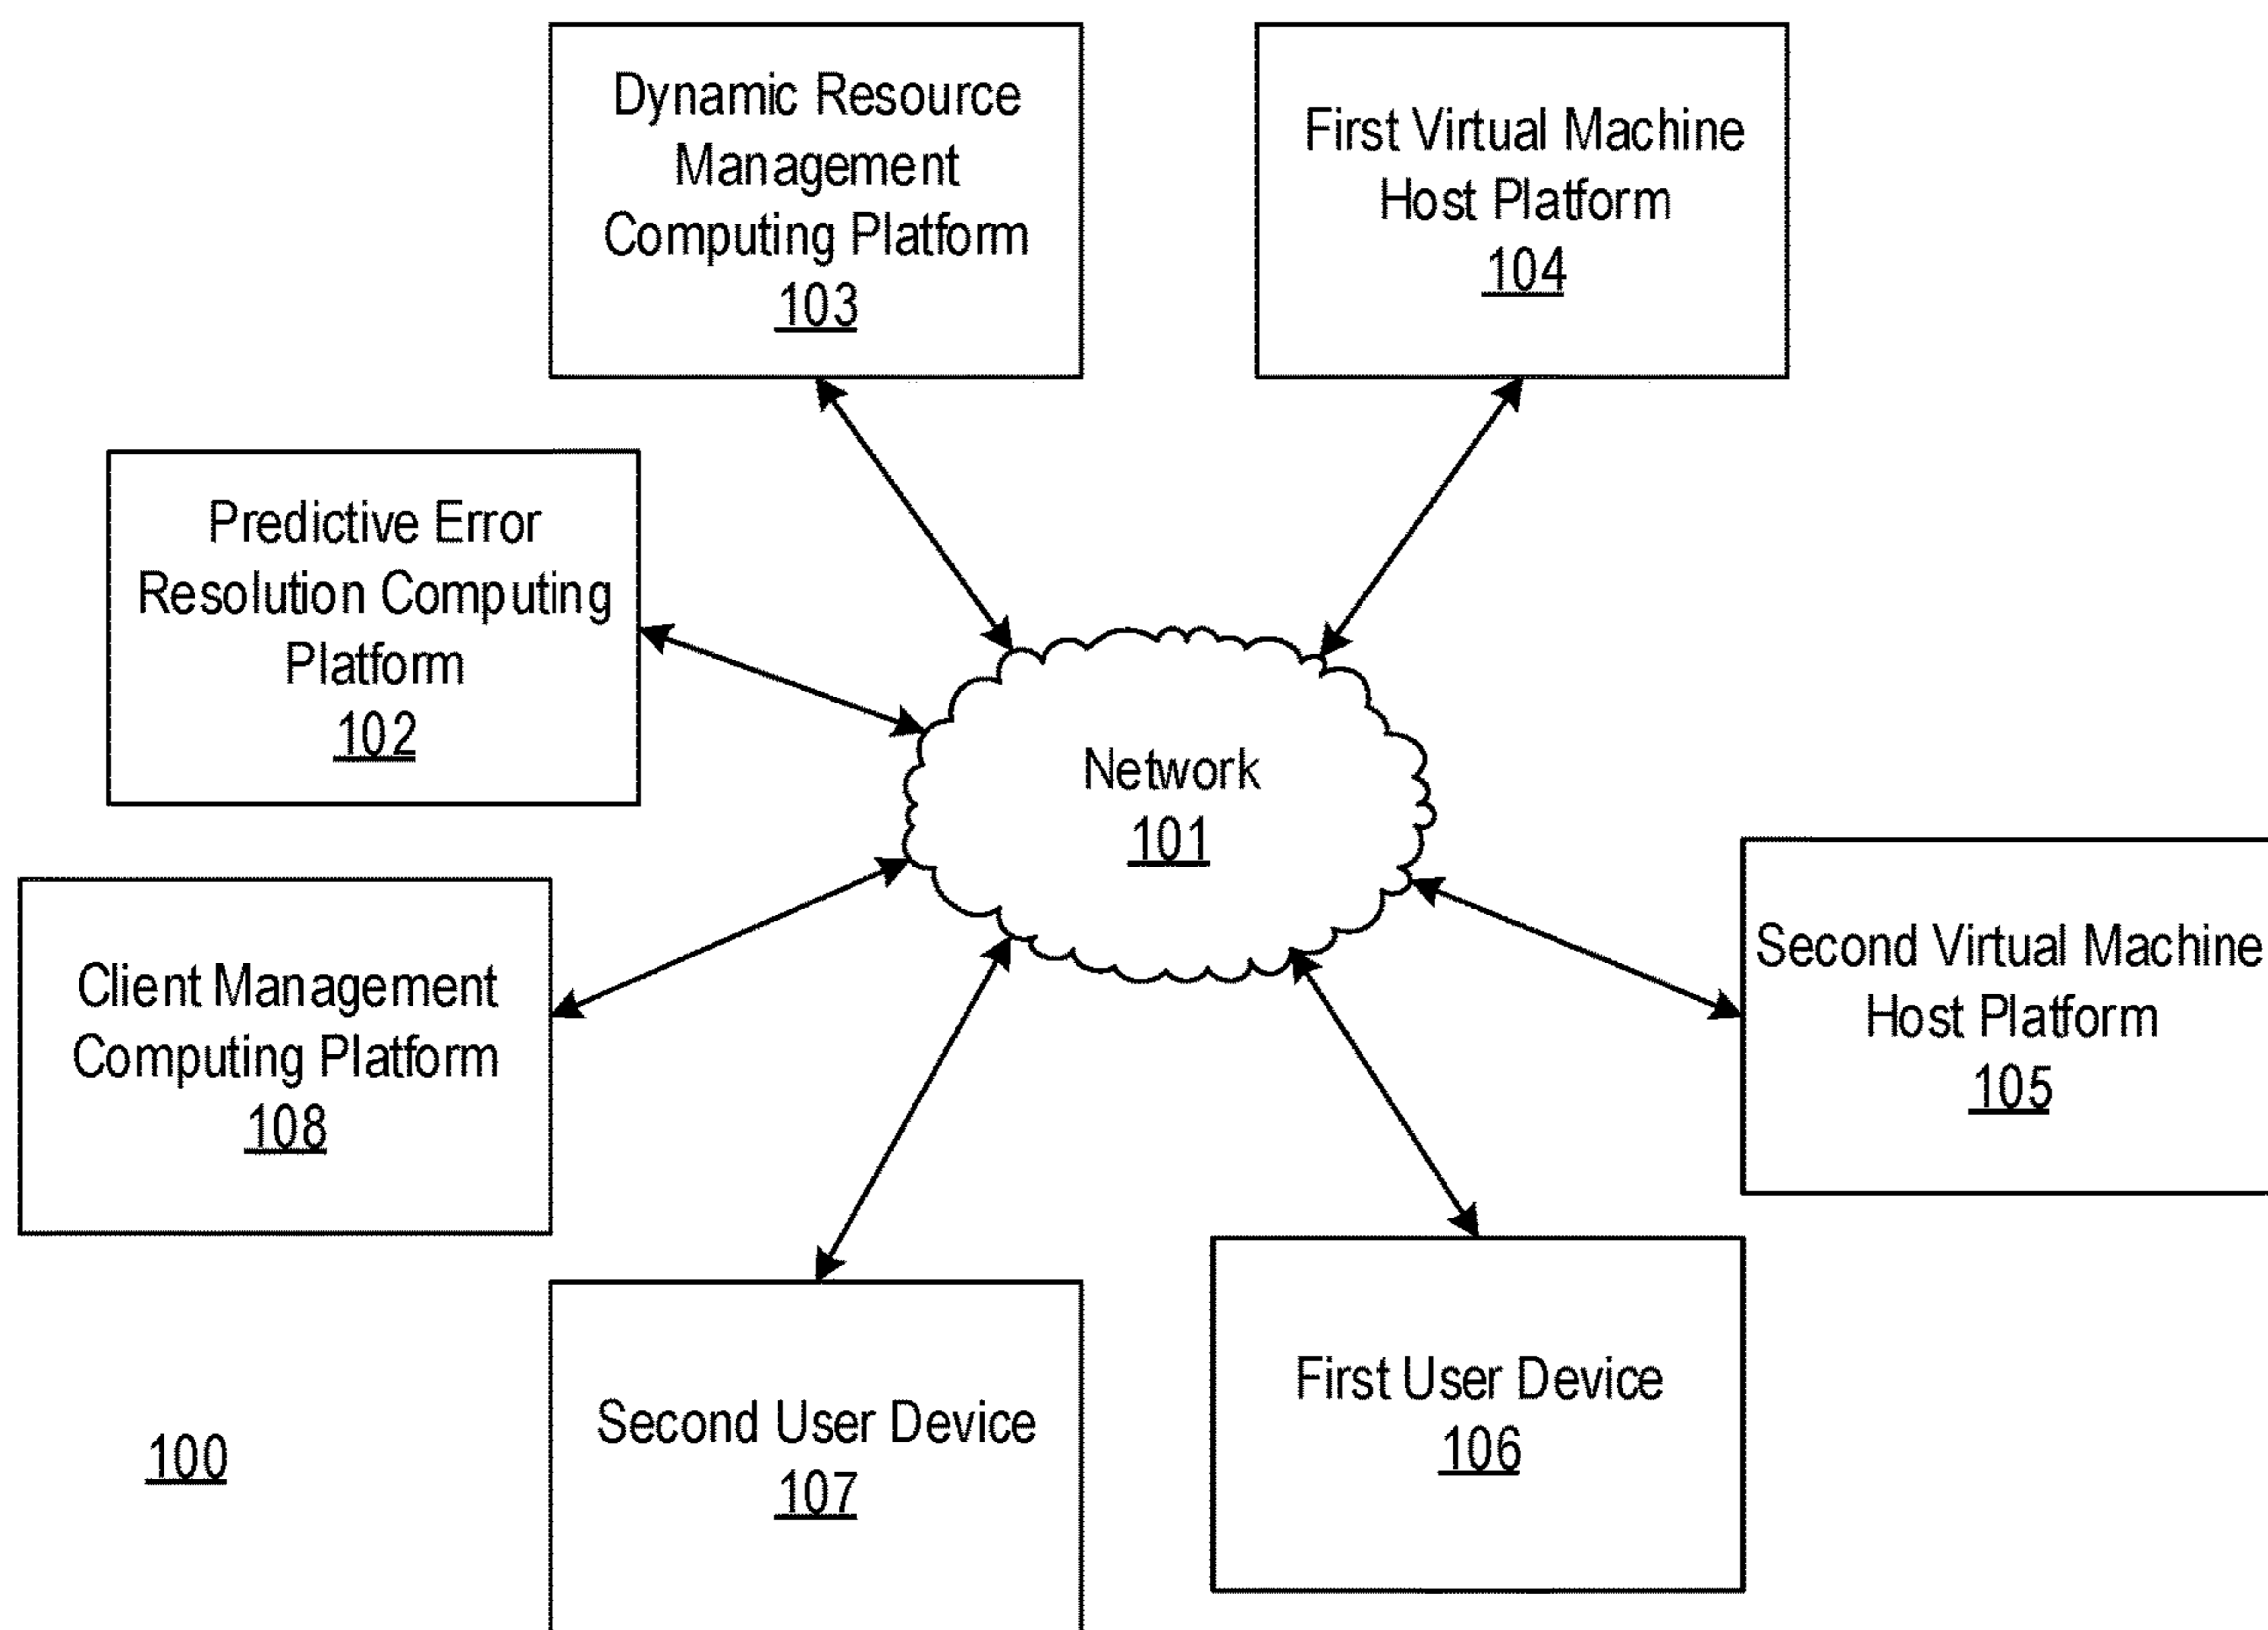 Dynamic Resource
Management
Computing Platform
103
First Virtual Machine
Host Platform
104
Predictive Error
Resolution Computing
Platform
102
Network
101
Client Management
Computing Platform
108
Second Virtual Machine
Host Platform
105
Second User Device
107
First User Device
106
100